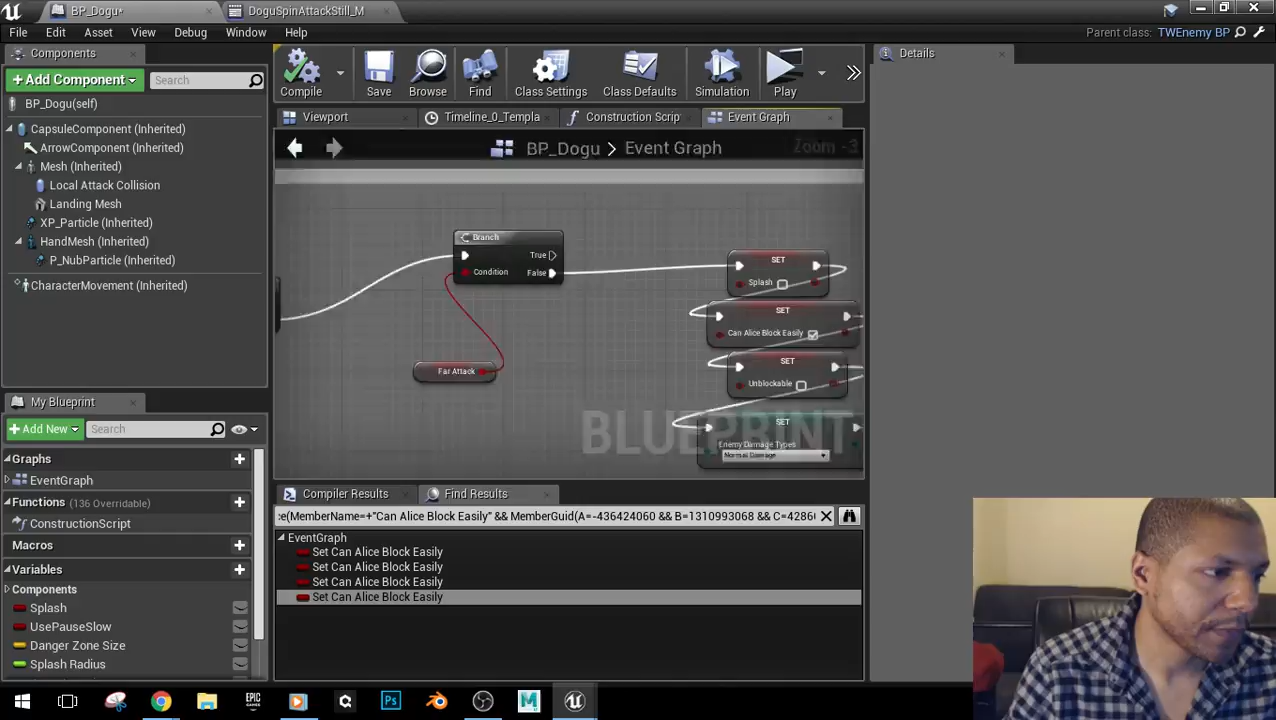 BP_Dogu*
DoguSpinAttackStill_M
File Edit Asset View Debug Window Help
Parent class: TWEnemy BP
Components
Add Component
Search
BP_Dogu(self)
CapsuleComponent (Inherited)
ArrowComponent (Inherited)
Mesh (Inherited)
Local Attack Collision
Landing Mesh
XP_Particle (Inherited)
HandMesh (Inherited)
P_NubParticle (Inherited)
CharacterMovement (Inherited)
My Blueprint
Add New
Search
Graphs
EventGraph
Functions (136 Overridable)
ConstructionScript
Macros
Variables
Components
Splash
UsePauseSlow
Danger Zone Size
Splash Radius
Compile
Save
Browse
Find
Class Settings
Class Defaults
Simulation
Play
Viewport
Timeline_0_Templa
Construction Scrip
Event Graph
BP_Dogu > Event Graph
Zoom -3
Branch
True
Condition
False
Far Attack
SET
Splash
SET
Can Alice Block Easily
SET
Unblockable
SET
Enemy Damage Types
Normal Damage
BLUEPRINT
Compiler Results
Find Results
:e(MemberName=+"Can Alice Block Easily" && MemberGuid(A=-436424060 && B=1310993068 && C=4286
EventGraph
Set Can Alice Block Easily
Set Can Alice Block Easily
Set Can Alice Block Easily
Set Can Alice Block Easily
Details
EPIC
GAMES
Ps
M